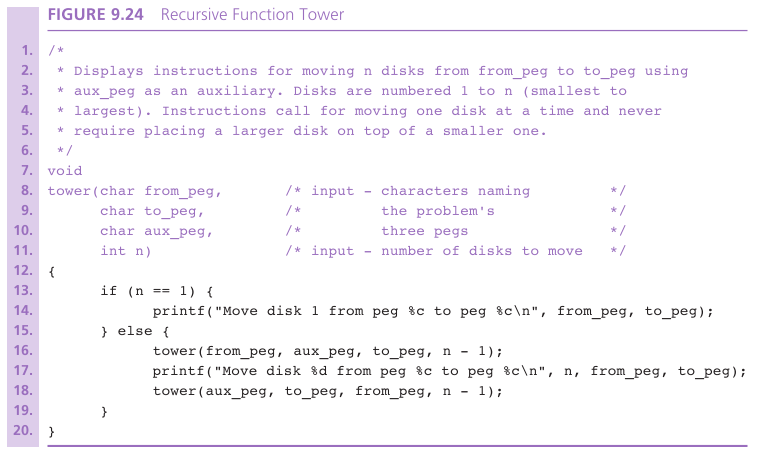 FIGURE 9.24 Recursive Function Tower
1. /*
2.  * Displays instructions for moving n disks from from_peg to to_peg using
3.  * aux_peg as an auxiliary. Disks are numbered 1 to n (smallest to
4.  * largest). Instructions call for moving one disk at a time and never
5.  * require placing a larger disk on top of a smaller one.
6.  */
7. void
8. tower(char from_peg,       /* input - characters naming         */
9.       char to_peg,         /*         the problem's             */
10.       char aux_peg,        /*         three pegs                */
11.       int n)               /* input - number of disks to move   */
12. {
13.       if (n == 1) {
14.             printf("Move disk 1 from peg %c to peg %c\n", from_peg, to_peg);
15.       } else {
16.             tower(from_peg, aux_peg, to_peg, n - 1);
17.             printf("Move disk %d from peg %c to peg %c\n", n, from_peg, to_peg);
18.             tower(aux_peg, to_peg, from_peg, n - 1);
19.       }
20. }